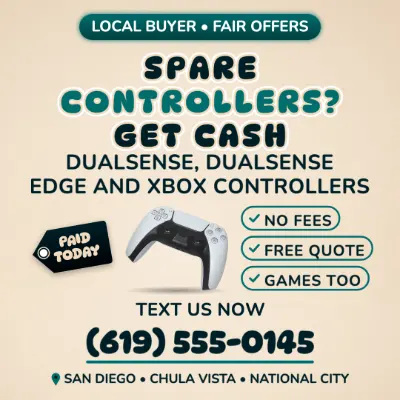 LOCAL BUYER • FAIR OFFERS
SPARE
CONTROLLERS?
GET CASH
DUALSENSE, DUALSENSE
EDGE AND XBOX CONTROLLERS
PAID
TODAY
NO FEES
FREE QUOTE
GAMES TOO
TEXT US NOW
(619) 555-0145
SAN DIEGO • CHULA VISTA • NATIONAL CITY